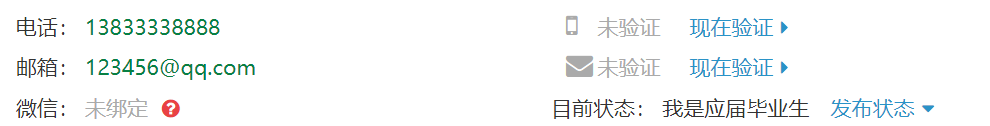 电话： 13833338888 未验证 现在验证
邮箱： 123456@qq.com 未验证 现在验证
微信： 未绑定 ? 目前状态： 我是应届毕业生 发布状态